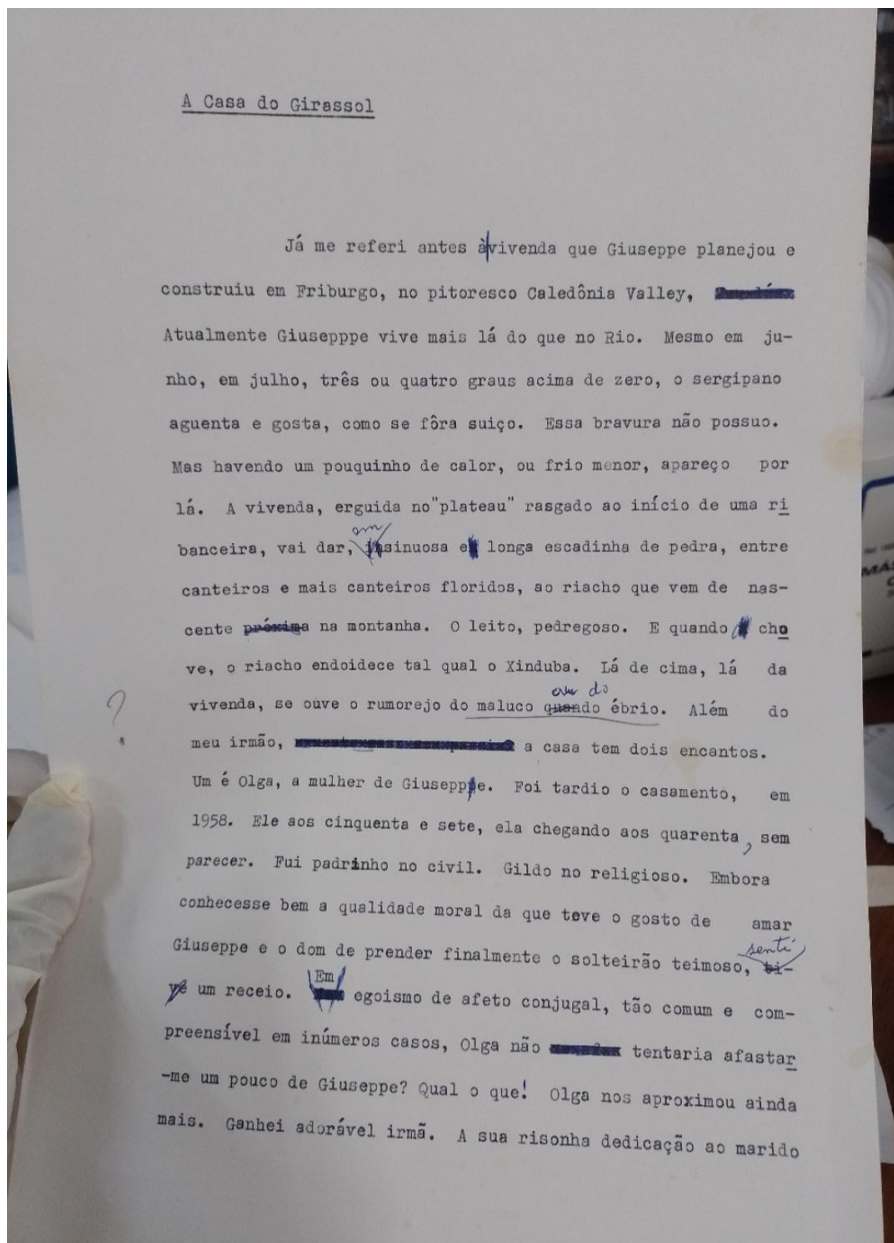 A Casa do Girassol
Já me referi antes à vivenda que Giuseppe planejou e
construiu em Friburgo, no pitoresco Caledônia Valley,
Atualmente Giusepppe vive mais lá do que no Rio. Mesmo em ju-
nho, em julho, três ou quatro graus acima de zero, o sergipano
aguenta e gosta, como se fôra suiço. Essa bravura não possuo.
Mas havendo um pouquinho de calor, ou frio menor, apareço por
lá. A vivenda, erguida no "plateau" rasgado ao início de uma ri
em
banceira, vai dar, sinuosa e longa escadinha de pedra, entre
canteiros e mais canteiros floridos, ao riacho que vem de nas-
cente próxima na montanha. O leito, pedregoso. E quando cho
ve, o riacho endoidece tal qual o Xinduba. Lá de cima, lá da
ou do
vivenda, se ouve o rumorejo do maluco quando ébrio. Além do
?
meu irmão, a casa tem dois encantos.
Um é Olga, a mulher de Giuseppe. Foi tardio o casamento, em
1958. Ele aos cinquenta e sete, ela chegando aos quarenta, sem
parecer. Fui padrinho no civil. Gildo no religioso. Embora
conhecesse bem a qualidade moral da que teve o gosto de amar
senti
Giuseppe e o dom de prender finalmente o solteirão teimoso, ti-
Em
ve um receio. egoismo de afeto conjugal, tão comum e com-
preensível em inúmeros casos, Olga não tentaria afastar
-me um pouco de Giuseppe? Qual o que! Olga nos aproximou ainda
mais. Ganhei adorável irmã. A sua risonha dedicação ao marido